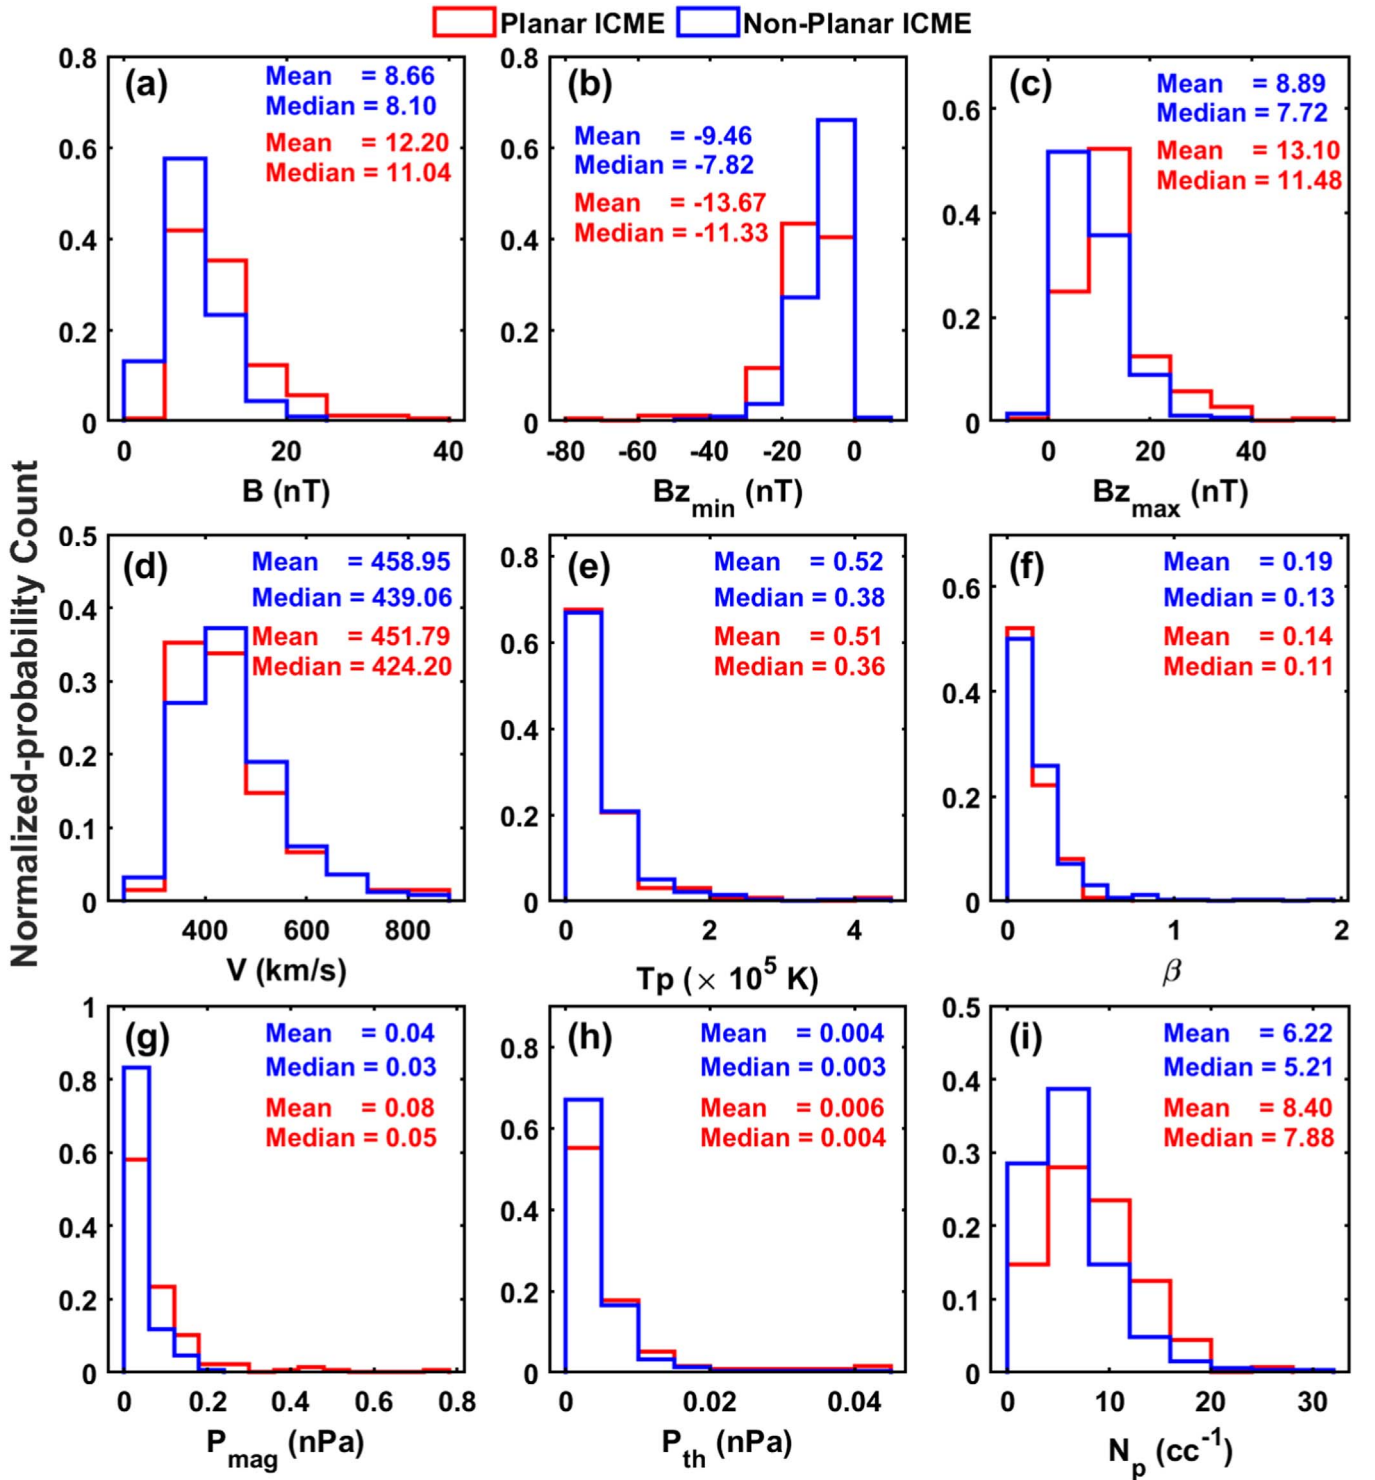 Planar ICME Non-Planar ICME
Normalized-probability Count
(a)
Mean = 8.66
Median = 8.10
Mean = 12.20
Median = 11.04
0.8
0.6
0.4
0.2
0
0 20 40
B (nT)
(b)
Mean = -9.46
Median = -7.82
Mean = -13.67
Median = -11.33
0.8
0.6
0.4
0.2
0
-80 -60 -40 -20 0
Bz_min (nT)
(c)
Mean = 8.89
Median = 7.72
Mean = 13.10
Median = 11.48
0.6
0.4
0.2
0
0 20 40
Bz_max (nT)
(d)
Mean = 458.95
Median = 439.06
Mean = 451.79
Median = 424.20
0.5
0.4
0.3
0.2
0.1
0
400 600 800
V (km/s)
(e)
Mean = 0.52
Median = 0.38
Mean = 0.51
Median = 0.36
0.8
0.6
0.4
0.2
0
0 2 4
Tp (× 10^5 K)
(f)
Mean = 0.19
Median = 0.13
Mean = 0.14
Median = 0.11
0.6
0.4
0.2
0
0 1 2
β
(g)
Mean = 0.04
Median = 0.03
Mean = 0.08
Median = 0.05
1
0.8
0.6
0.4
0.2
0
0 0.2 0.4 0.6 0.8
P_mag (nPa)
(h)
Mean = 0.004
Median = 0.003
Mean = 0.006
Median = 0.004
0.8
0.6
0.4
0.2
0
0 0.02 0.04
P_th (nPa)
(i)
Mean = 6.22
Median = 5.21
Mean = 8.40
Median = 7.88
0.5
0.4
0.3
0.2
0.1
0
0 10 20 30
N_p (cc^-1)